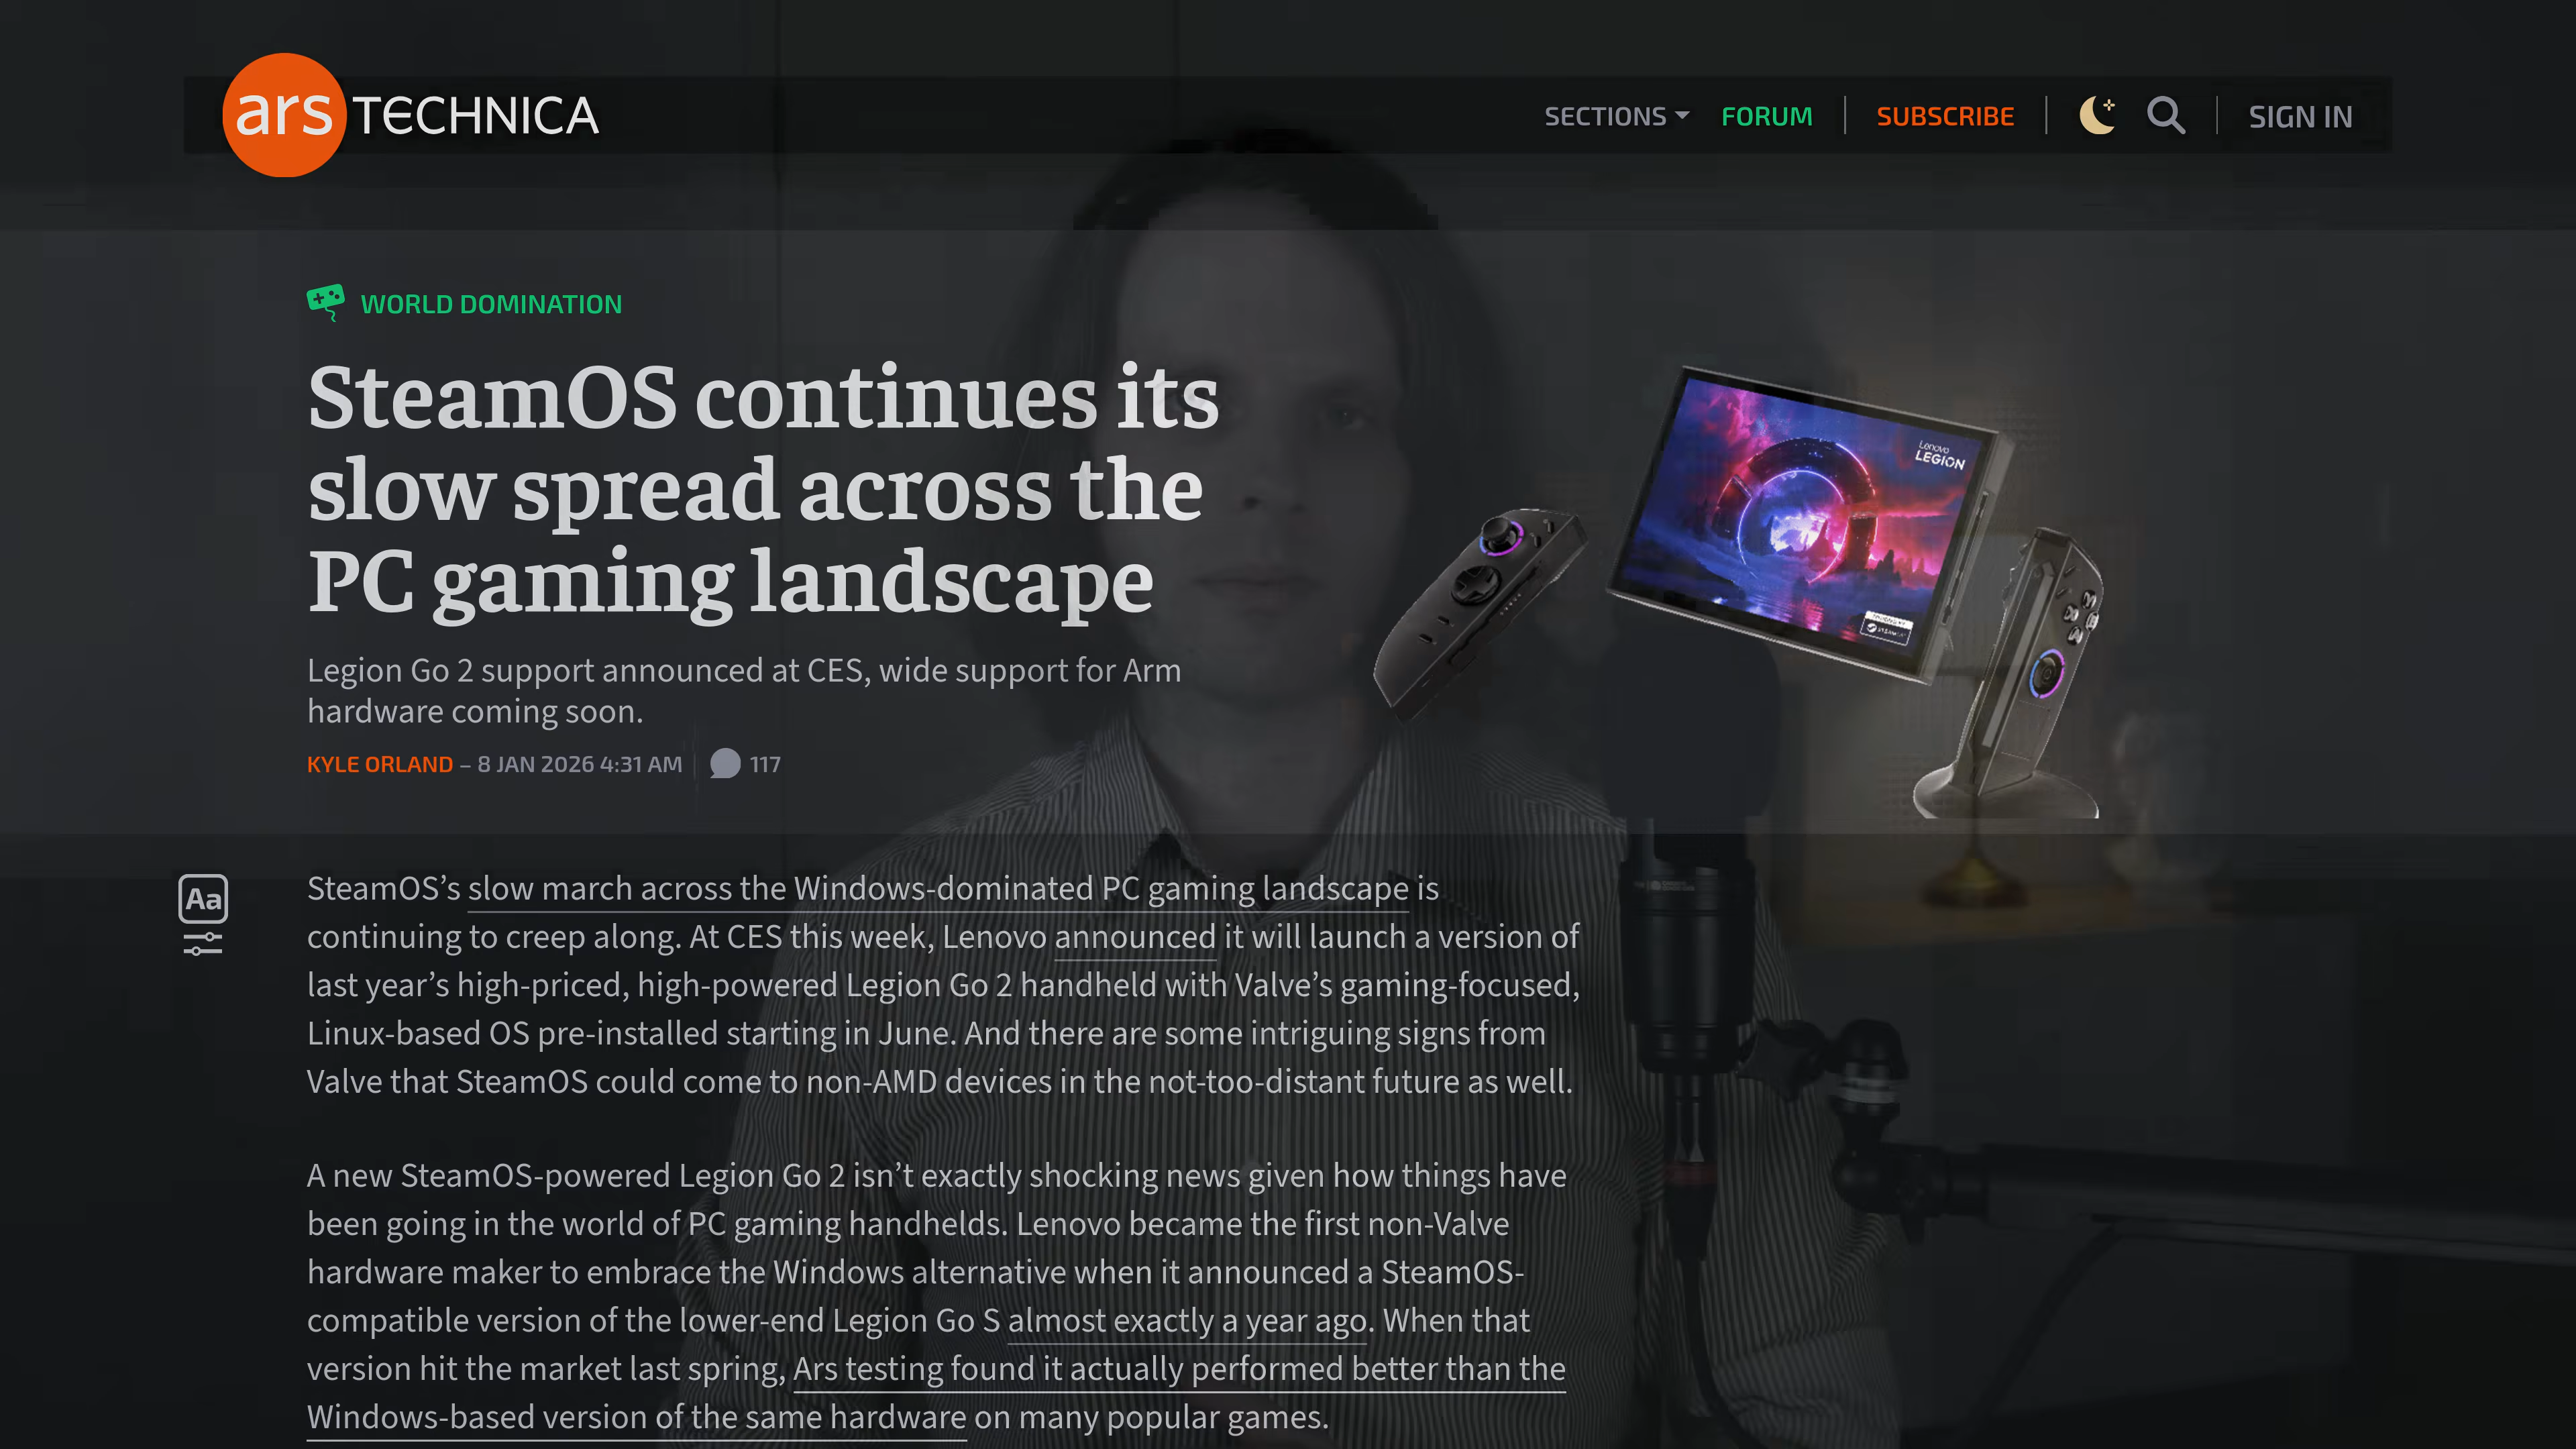 ars TECHNICA
SECTIONS FORUM SUBSCRIBE SIGN IN
WORLD DOMINATION
SteamOS continues its
slow spread across the
PC gaming landscape
Legion Go 2 support announced at CES, wide support for Arm
hardware coming soon.
KYLE ORLAND – 8 JAN 2026 4:31 AM 117
Lenovo
LEGION
Aa
SteamOS’s slow march across the Windows-dominated PC gaming landscape is
continuing to creep along. At CES this week, Lenovo announced it will launch a version of
last year’s high-priced, high-powered Legion Go 2 handheld with Valve’s gaming-focused,
Linux-based OS pre-installed starting in June. And there are some intriguing signs from
Valve that SteamOS could come to non-AMD devices in the not-too-distant future as well.
A new SteamOS-powered Legion Go 2 isn’t exactly shocking news given how things have
been going in the world of PC gaming handhelds. Lenovo became the first non-Valve
hardware maker to embrace the Windows alternative when it announced a SteamOS-
compatible version of the lower-end Legion Go S almost exactly a year ago. When that
version hit the market last spring, Ars testing found it actually performed better than the
Windows-based version of the same hardware on many popular games.